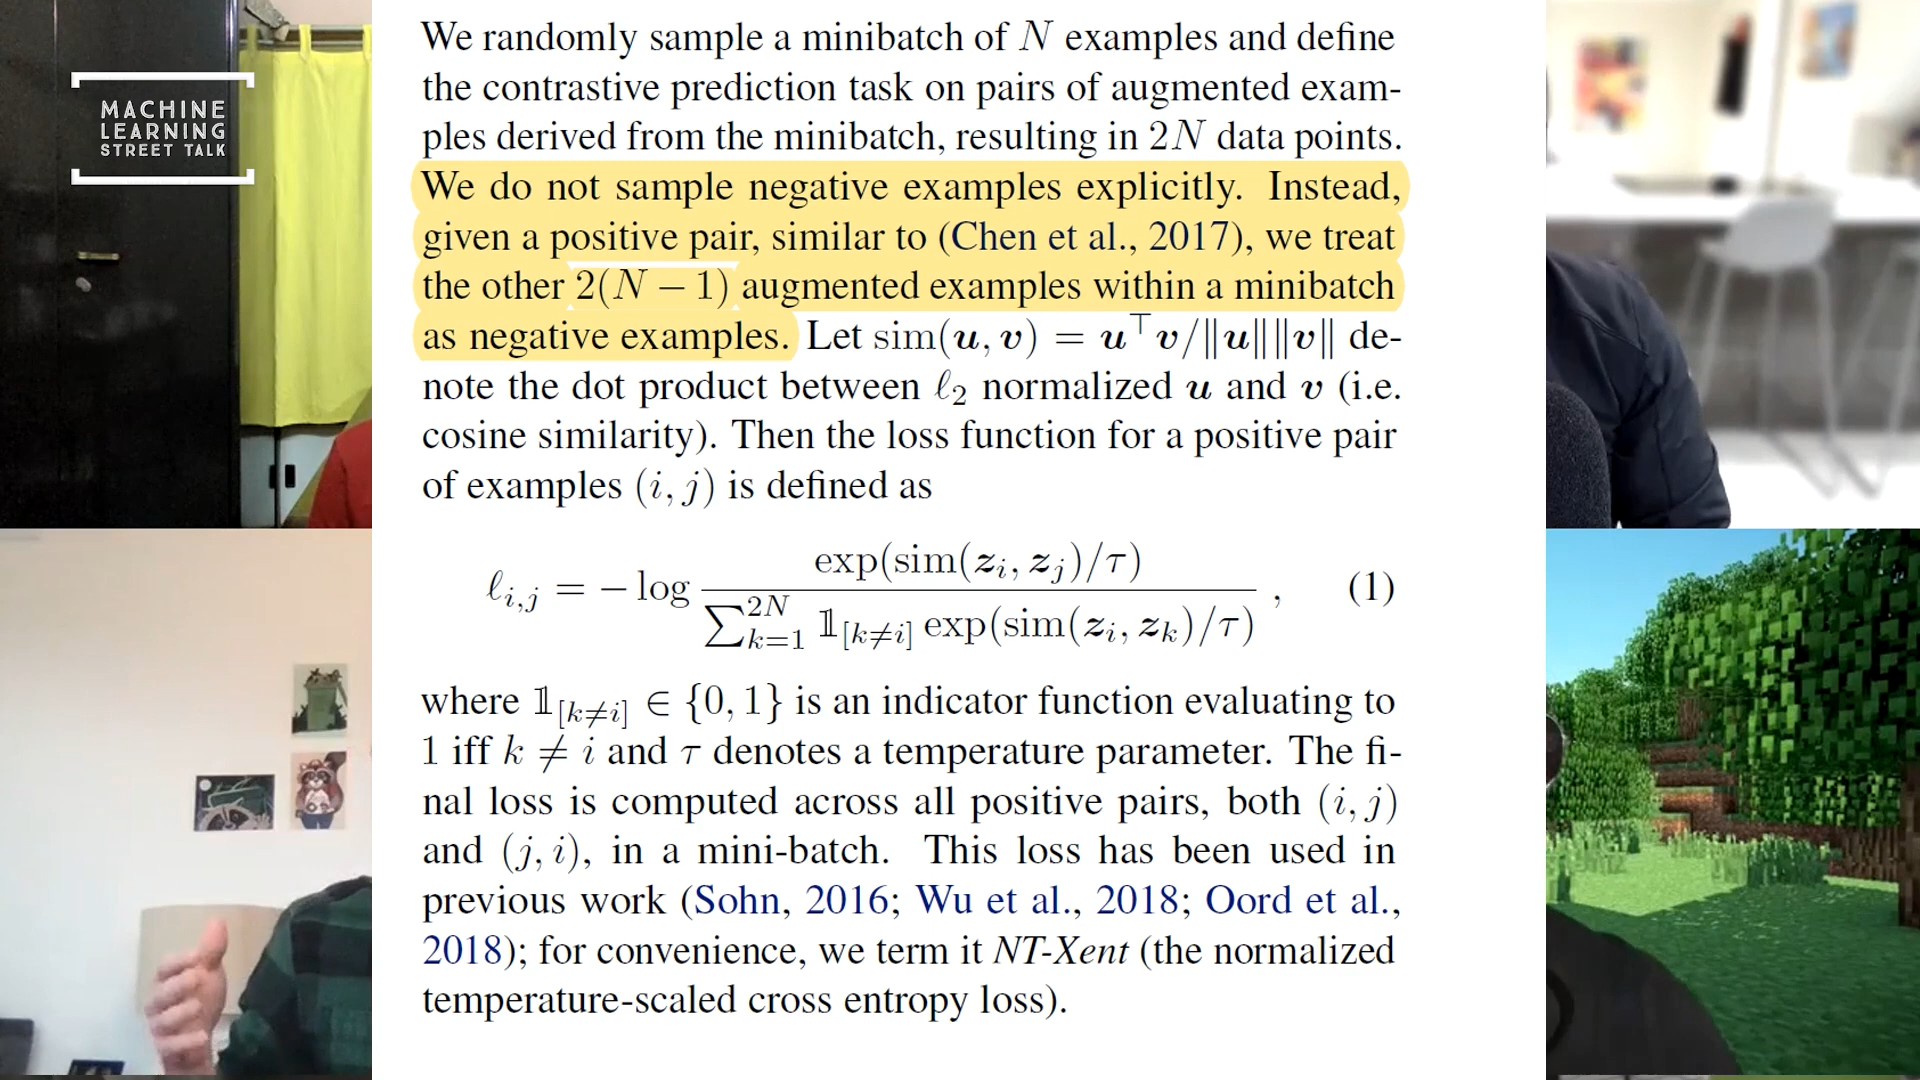 MACHINE
LEARNING
STREET TALK
We randomly sample a minibatch of N examples and define
the contrastive prediction task on pairs of augmented exam-
ples derived from the minibatch, resulting in 2N data points.
We do not sample negative examples explicitly. Instead,
given a positive pair, similar to (Chen et al., 2017), we treat
the other 2(N − 1) augmented examples within a minibatch
as negative examples. Let sim(u, v) = u⊤v/‖u‖‖v‖ de-
note the dot product between ℓ₂ normalized u and v (i.e.
cosine similarity). Then the loss function for a positive pair
of examples (i, j) is defined as
ℓᵢ,ⱼ = − log exp(sim(zᵢ, zⱼ)/τ) / ∑_{k=1}^{2N} 𝟙_{[k≠i]} exp(sim(zᵢ, zₖ)/τ) , (1)
where 𝟙_{[k≠i]} ∈ {0, 1} is an indicator function evaluating to
1 iff k ≠ i and τ denotes a temperature parameter. The fi-
nal loss is computed across all positive pairs, both (i, j)
and (j, i), in a mini-batch. This loss has been used in
previous work (Sohn, 2016; Wu et al., 2018; Oord et al.,
2018); for convenience, we term it NT-Xent (the normalized
temperature-scaled cross entropy loss).